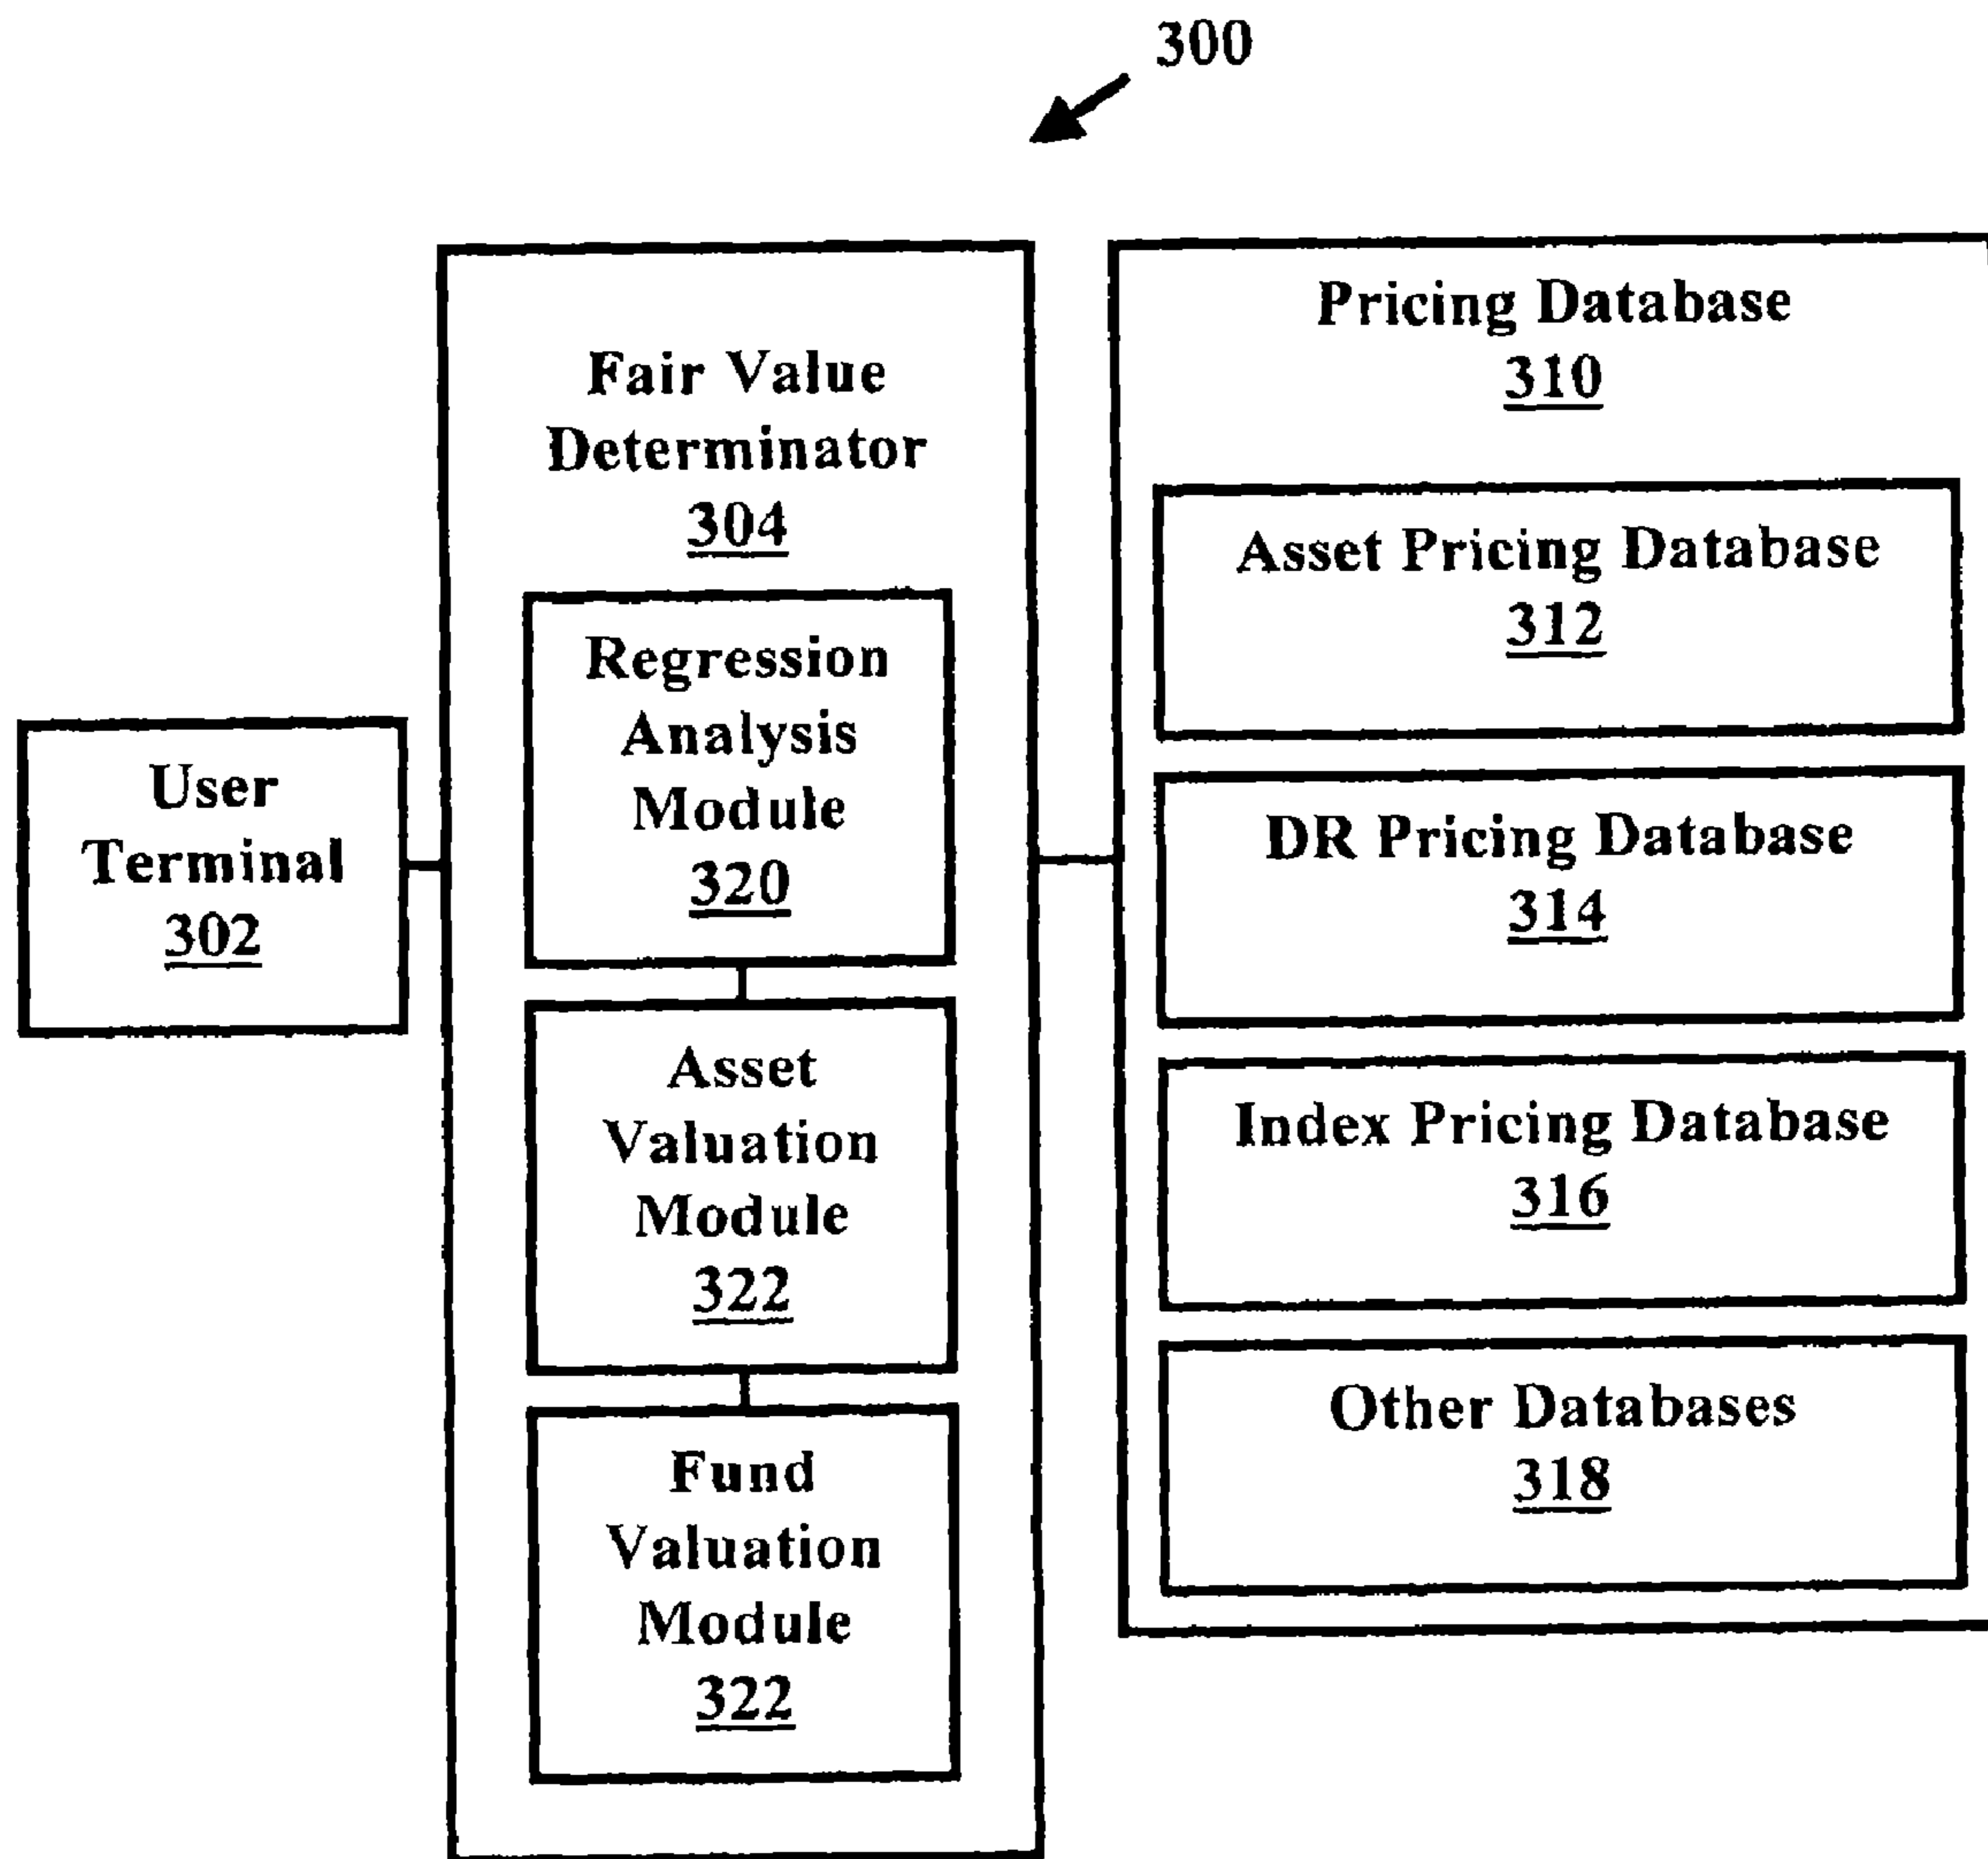 300
User
Terminal
302
Fair Value
Determinator
304
Regression
Analysis
Module
320
Asset
Valuation
Module
322
Fund
Valuation
Module
322
Pricing Database
310
Asset Pricing Database
312
DR Pricing Database
314
Index Pricing Database
316
Other Databases
318